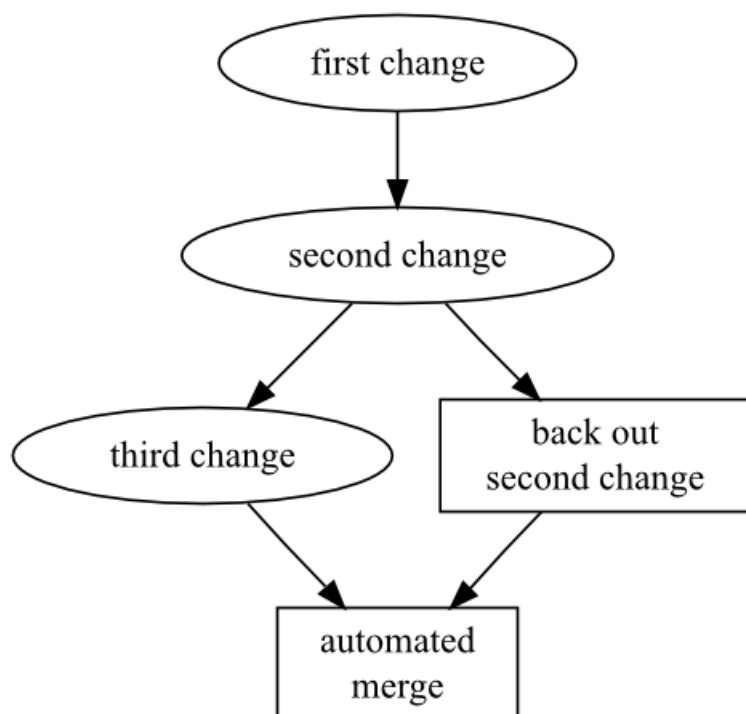 first change
second change
third change
back out
second change
automated
merge